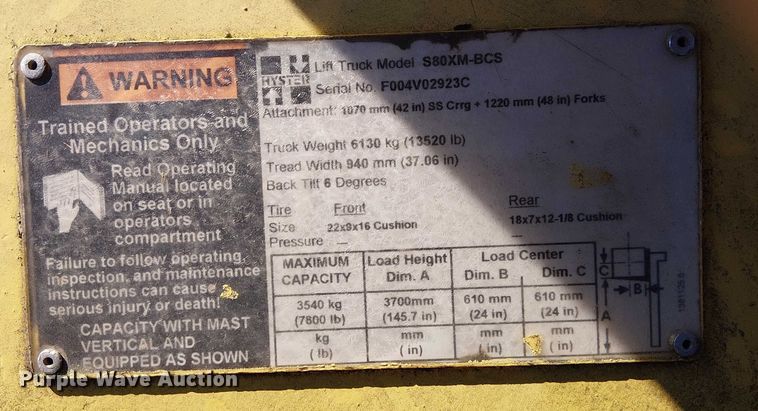 WARNING
Trained Operators and
Mechanics Only
Read Operating
Manual located
on seat or in
operators
compartment
Failure to follow operating,
inspection, and maintenance
instructions can cause
serious injury or death!
CAPACITY WITH MAST
VERTICAL AND
EQUIPPED AS SHOWN
HYSTER
Lift Truck Model S80XM-BCS
Serial No. F004V02923C
Attachment: 1070 mm (42 in) SS Crrg + 1220 mm (48 in) Forks
Truck Weight 6130 kg (13520 lb)
Tread Width 940 mm (37.06 in)
Back Tilt 6 Degrees
Tire Front Rear
Size 22x9x16 Cushion 18x7x12-1/8 Cushion
Pressure — —
MAXIMUM CAPACITY Load Height Dim. A Load Center Dim. B Dim. C
3540 kg 3700mm 610 mm 610 mm
(7800 lb) (145.7 in) (24 in) (24 in)
kg mm mm mm
( lb) ( in) ( in) ( in)
C
B
A
Purple Wave Auction